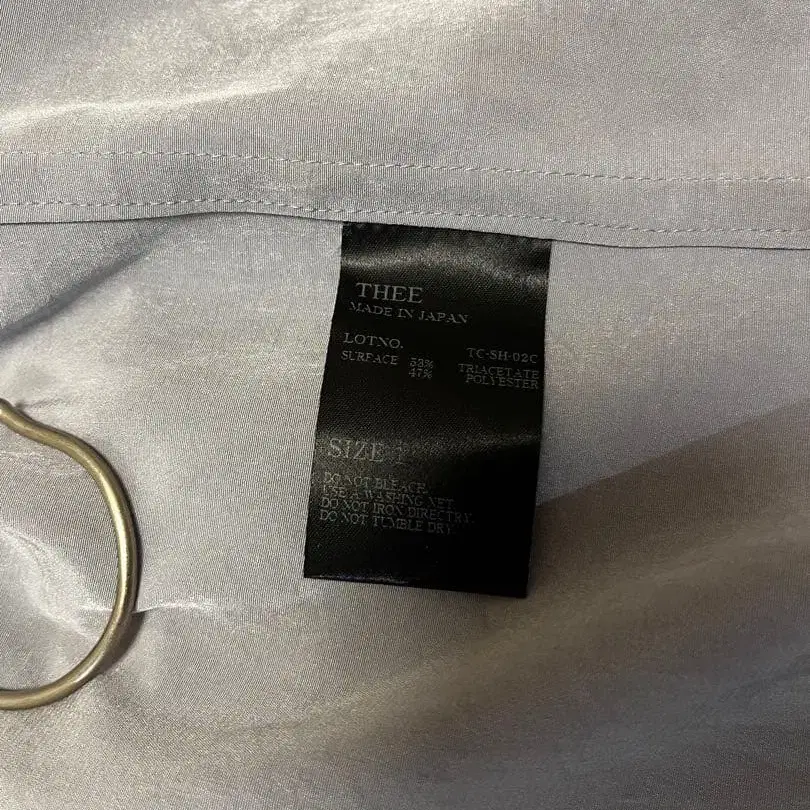 THEE
MADE IN JAPAN
LOTNO. TC-SH-02C
SURFACE 53% TRIACETATE
47% POLYESTER
SIZE 1
DO NOT BLEACH.
USE A WASHING NET.
DO NOT IRON DIRECTRY.
DO NOT TUMBLE DRY.